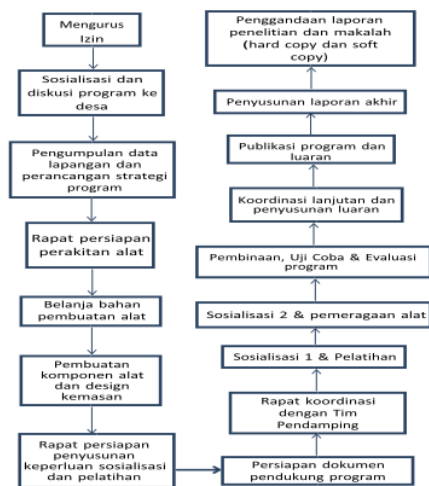 Mengurus
Izin
Sosialisasi dan
diskusi program ke
desa
Pengumpulan data
lapangan dan
perancangan strategi
program
Rapat persiapan
perakitan alat
Belanja bahan
pembuatan alat
Pembuatan
komponen alat
dan design
kemasan
Rapat persiapan
penyusunan
keperluan sosialisasi
dan pelatihan
Persiapan dokumen
pendukung program
Rapat koordinasi
dengan Tim
Pendamping
Sosialisasi 1 & Pelatihan
Sosialisasi 2 & pemeragaan alat
Pembinaan, Uji Coba & Evaluasi
program
Koordinasi lanjutan dan
penyusunan luaran
Publikasi program dan
luaran
Penyusunan laporan akhir
Penggandaan laporan
penelitian dan makalah
(hard copy dan soft
copy)